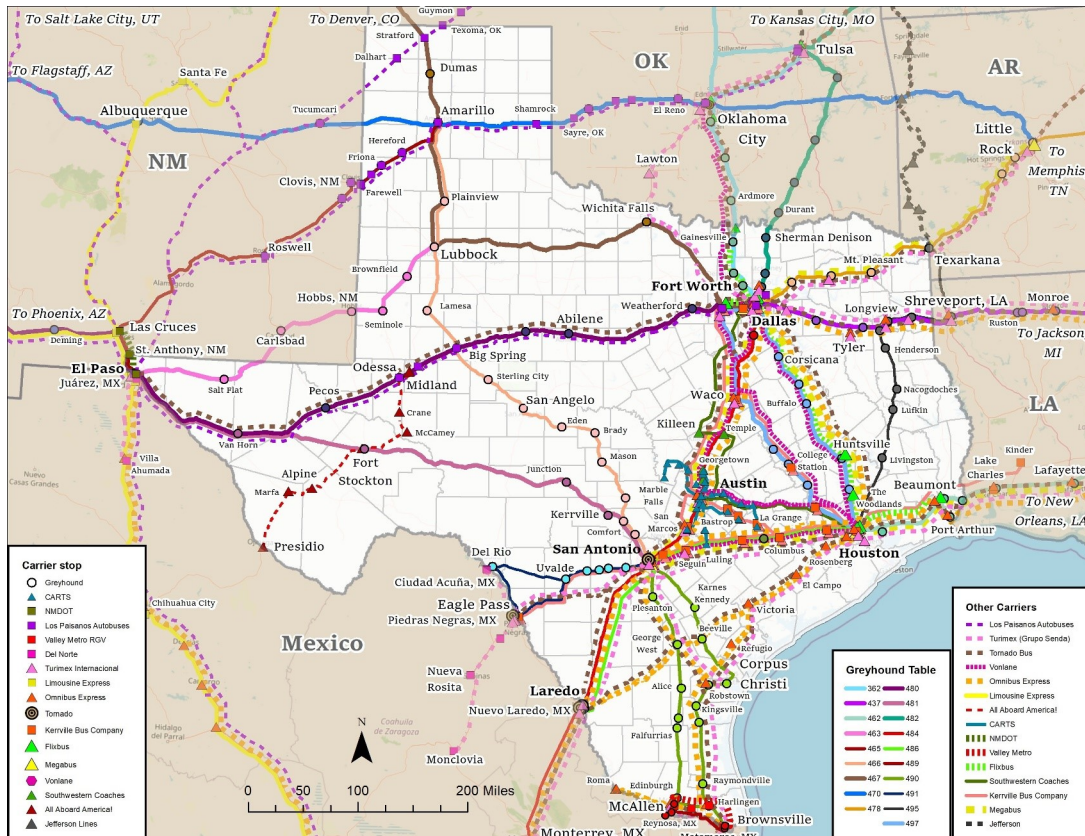 To Salt Lake City, UT
To Denver, CO
Guymon
Texoma, OK
Stratford
To Kansas City, MO
Tulsa
OK
AR
To Flagstaff, AZ
Santa Fe
Dalhart
Dumas
Albuquerque
Tucumcari
Amarillo
Shamrock
Sayre, OK
El Reno
Oklahoma
City
Little
Rock
To
Memphis
TN
NM
Hereford
Friona
Clovis, NM
Farewell
Lawton
Ardmore
Durant
Plainview
Wichita Falls
Gainesville
Sherman Denison
Texarkana
Roswell
Alamogordo
Lubbock
Mt. Pleasant
Brownfield
Hobbs, NM
Lamesa
Seminole
Fort Worth
Weatherford
Dallas
Longview
Shreveport, LA
Monroe
Ruston
To Jackson,
MI
To Phoenix, AZ
Deming
Las Cruces
Carlsbad
Abilene
Tyler
Henderson
St. Anthony, NM
El Paso
Juárez, MX
Salt Flat
Big Spring
Odessa
Midland
Sterling City
Corsicana
Nacogdoches
Pecos
San Angelo
Waco
Buffalo
Lufkin
LA
Crane
McCamey
Eden
Brady
Killeen
Temple
Huntsville
Van Horn
Villa
Ahumada
Nuevo
Casas Grandes
Fort
Stockton
Mason
Georgetown
College
Station
Livingston
Kinder
Alpine
Marfa
Junction
Marble
Falls
Austin
The
Woodlands
Beaumont
Lake
Charles
Lafayette
Kerrville
Comfort
San
Marcos
Bastrop
La Grange
Port Arthur
To New
Orleans, LA
Presidio
Del Rio
San Antonio
Seguin
Luling
Columbus
Houston
Rosenberg
Ciudad Acuña, MX
Uvalde
El Campo
Eagle Pass
Piedras Negras, MX
Plesanton
Karnes
Kennedy
Victoria
Chihuahua City
Mexico
George
West
Beeville
Refugio
Nueva
Rosita
Laredo
Nuevo Laredo, MX
Alice
Corpus
Christi
Robstown
Kingsville
Hidalgo
del Parral
N
Coahuila
de Zaragoza
Monclova
Falfurrias
Roma
Edinburgh
Raymondville
Harlingen
McAllen
Reynosa, MX
Brownsville
Monterrey, MX
0 50 100 200 Miles
Carrier stop
Greyhound
CARTS
NMDOT
Los Paisanos Autobuses
Valley Metro RGV
Del Norte
Turimex Internacional
Limousine Express
Omnibus Express
Tornado
Kerrville Bus Company
Flixbus
Megabus
Vonlane
Southwestern Coaches
All Aboard America!
Jefferson Lines
Greyhound Table
362 480
437 481
462 482
463 484
465 486
466 489
467 490
470 491
478 495
497
Other Carriers
Los Paisanos Autobuses
Turimex (Grupo Senda)
Tornado Bus
Vonlane
Omnibus Express
Limousine Express
All Aboard America!
CARTS
NMDOT
Valley Metro
Flixbus
Southwestern Coaches
Kerrville Bus Company
Megabus
Jefferson